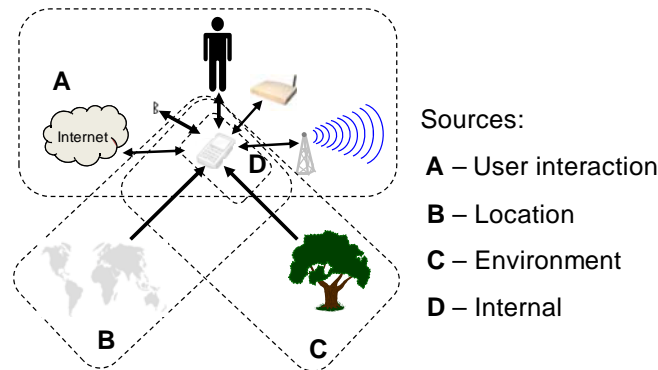 A
Internet
D
B
C
Sources:
A – User interaction
B – Location
C – Environment
D – Internal